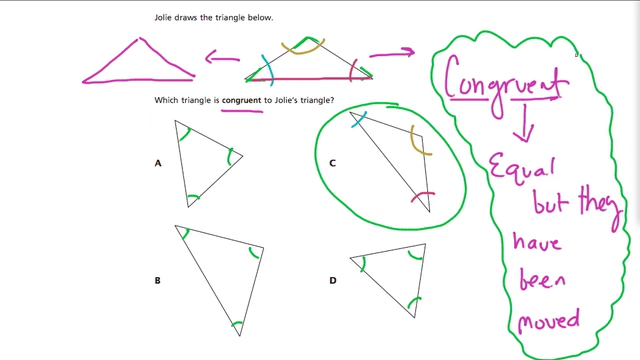 Jolie draws the triangle below.
Which triangle is congruent to Jolie's triangle?
A
C
B
D
Congruent
Equal
but they
have
been
moved